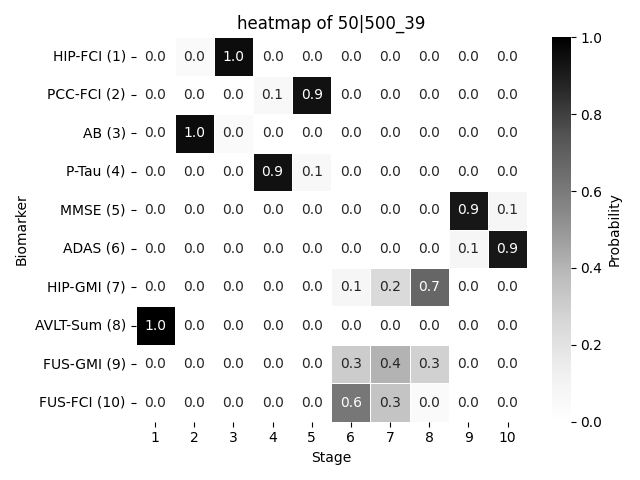 heatmap of 50|500_39
HIP-FCI (1) 0.0 0.0 1.0 0.0 0.0 0.0 0.0 0.0 0.0 0.0
PCC-FCI (2) 0.0 0.0 0.0 0.1 0.9 0.0 0.0 0.0 0.0 0.0
AB (3) 0.0 1.0 0.0 0.0 0.0 0.0 0.0 0.0 0.0 0.0
P-Tau (4) 0.0 0.0 0.0 0.9 0.1 0.0 0.0 0.0 0.0 0.0
MMSE (5) 0.0 0.0 0.0 0.0 0.0 0.0 0.0 0.0 0.9 0.1
ADAS (6) 0.0 0.0 0.0 0.0 0.0 0.0 0.0 0.0 0.1 0.9
HIP-GMI (7) 0.0 0.0 0.0 0.0 0.0 0.1 0.2 0.7 0.0 0.0
AVLT-Sum (8) 1.0 0.0 0.0 0.0 0.0 0.0 0.0 0.0 0.0 0.0
FUS-GMI (9) 0.0 0.0 0.0 0.0 0.0 0.3 0.4 0.3 0.0 0.0
FUS-FCI (10) 0.0 0.0 0.0 0.0 0.0 0.6 0.3 0.0 0.0 0.0
1 2 3 4 5 6 7 8 9 10
Stage
Biomarker
1.0
0.8
0.6
0.4
0.2
0.0
Probability